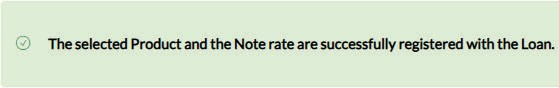 The selected Product and the Note rate are successfully registered with the Loan.